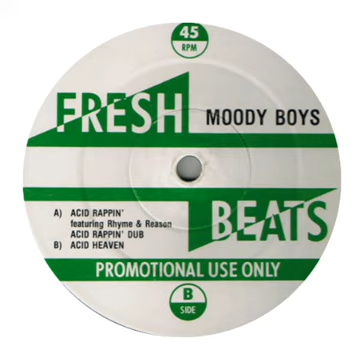 45
RPM
FRESH
MOODY BOYS
A) ACID RAPPIN'
featuring Rhyme & Reason
ACID RAPPIN' DUB
B) ACID HEAVEN
BEATS
PROMOTIONAL USE ONLY
B
SIDE